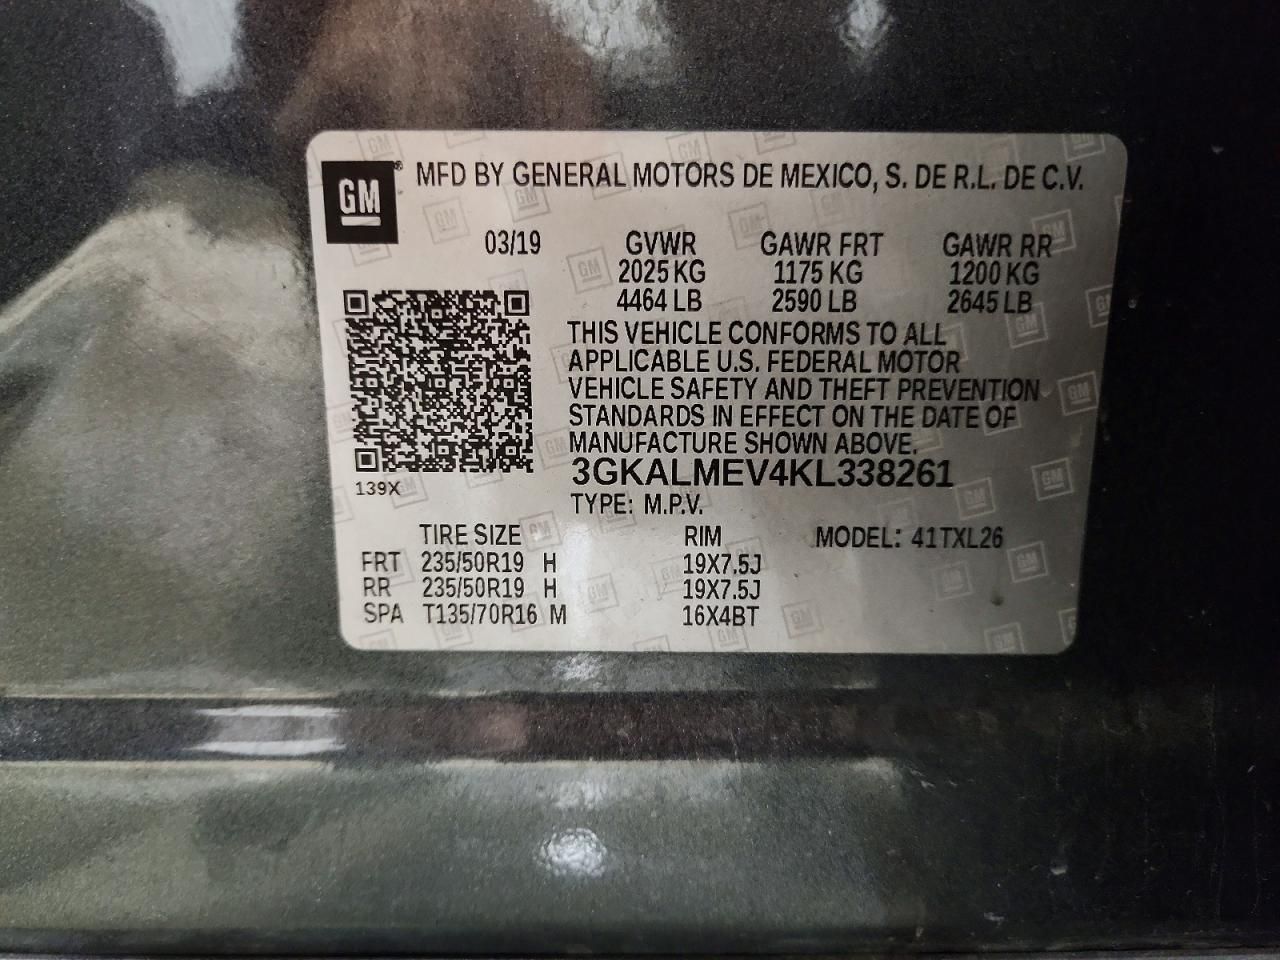 GM® MFD BY GENERAL MOTORS DE MEXICO, S. DE R.L. DE C.V.
03/19 GVWR GAWR FRT GAWR RR
2025 KG 1175 KG 1200 KG
4464 LB 2590 LB 2645 LB
THIS VEHICLE CONFORMS TO ALL
APPLICABLE U.S. FEDERAL MOTOR
VEHICLE SAFETY AND THEFT PREVENTION
STANDARDS IN EFFECT ON THE DATE OF
MANUFACTURE SHOWN ABOVE.
3GKALMEV4KL338261
139X
TYPE: M.P.V.
TIRE SIZE RIM MODEL: 41TXL26
FRT 235/50R19 H 19X7.5J
RR 235/50R19 H 19X7.5J
SPA T135/70R16 M 16X4BT